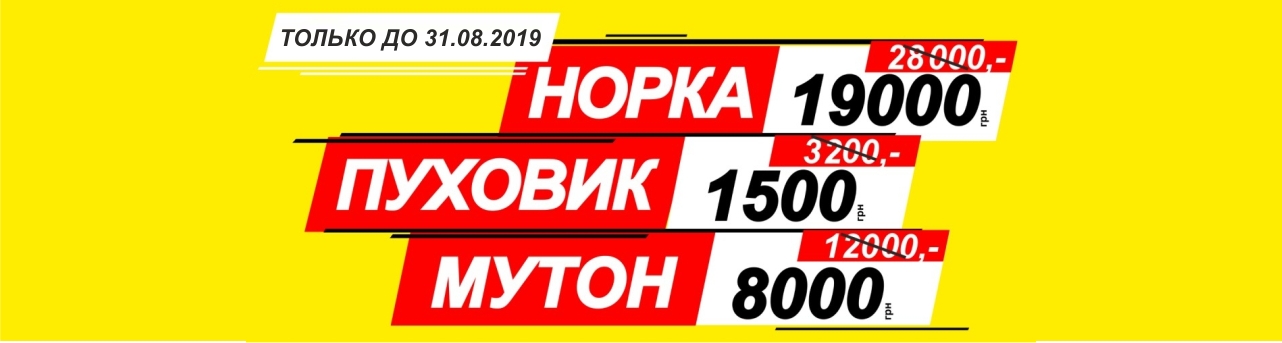 ТОЛЬКО ДО 31.08.2019
28000,-
НОРКА 19000 грн
3200,-
ПУХОВИК 1500 грн
12000,-
МУТОН 8000 грн